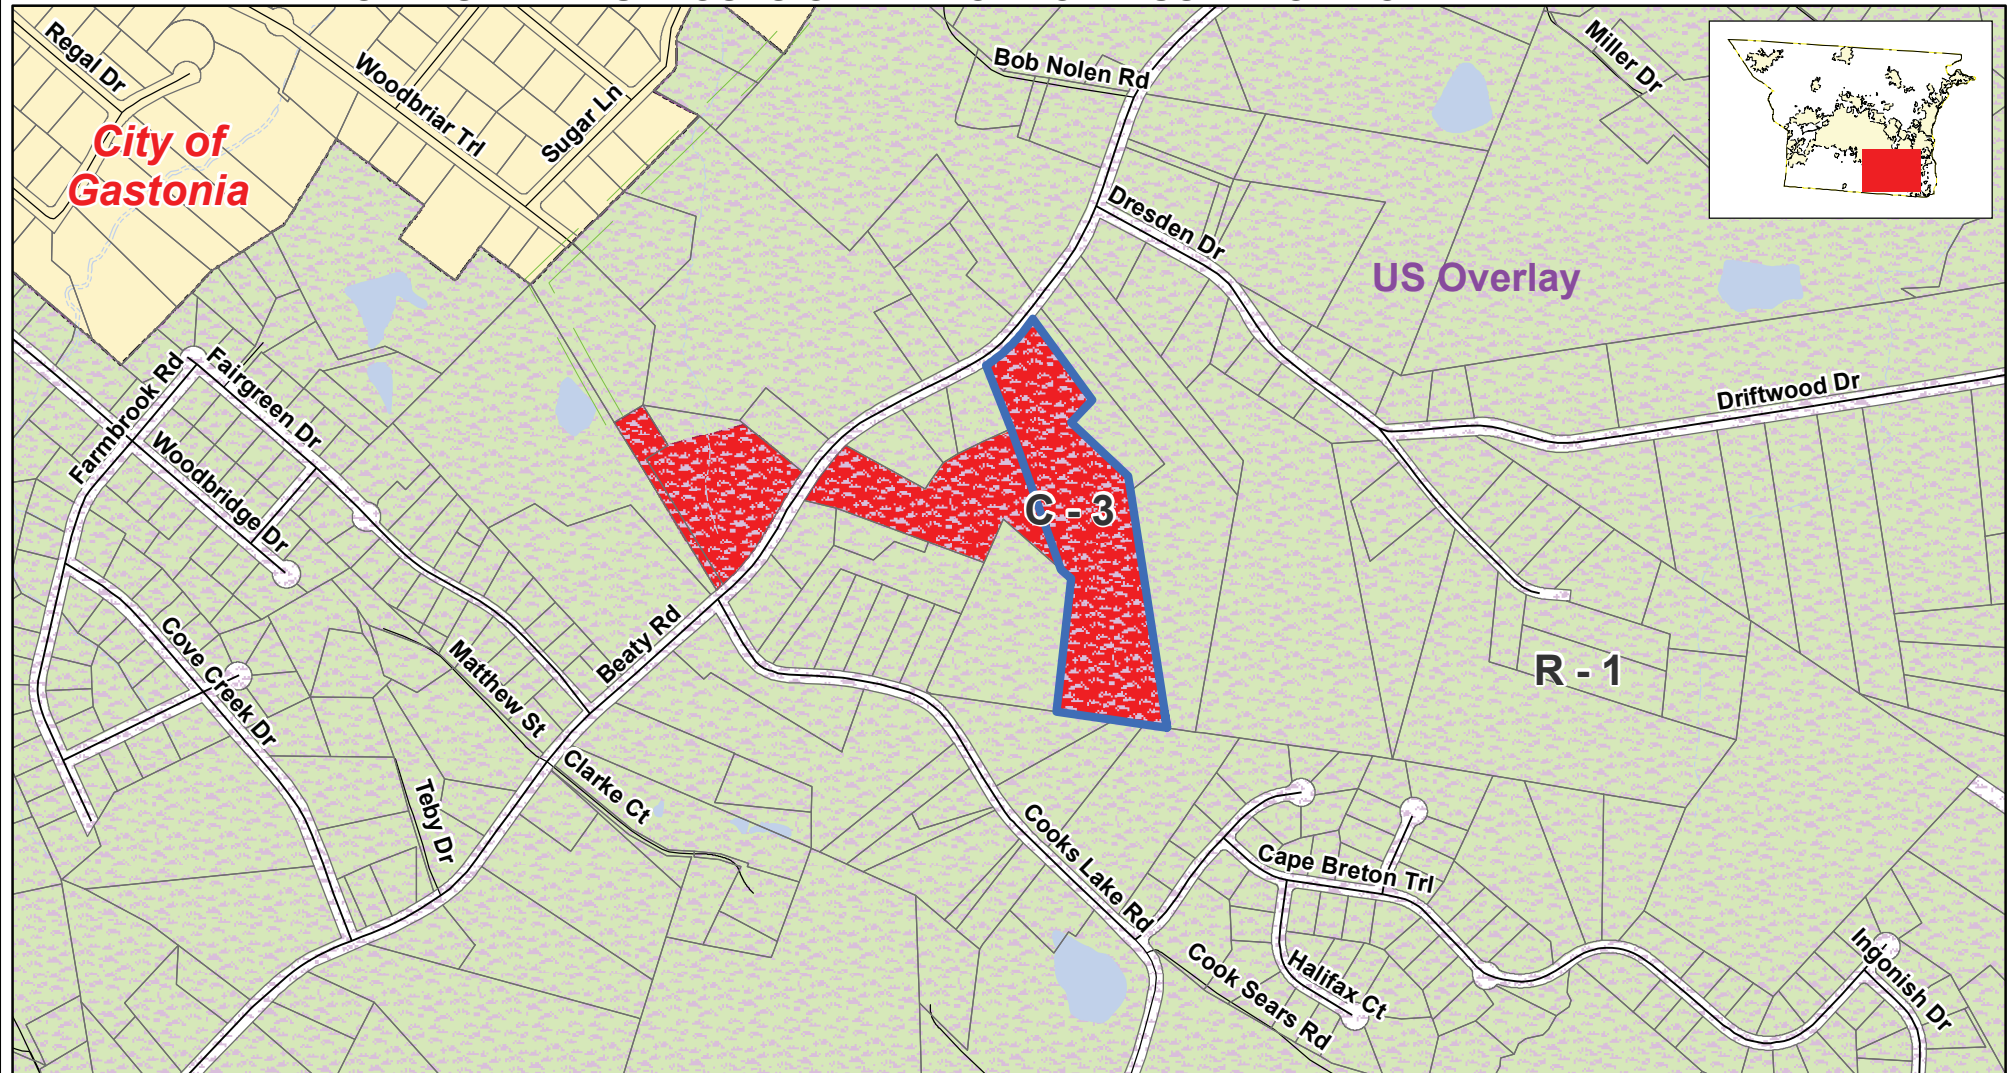 Regal Dr
Woodbriar Trl
Sugar Ln
City of
Gastonia
Bob Nolen Rd
Miller Dr
Dresden Dr
US Overlay
Farmbrook Rd
Fairgreen Dr
Woodbridge Dr
Driftwood Dr
C - 3
Cove Creek Dr
Matthew St
Beaty Rd
R - 1
Teby Dr
Clarke Ct
Cooks Lake Rd
Cape Breton Trl
Cook Sears Rd
Halifax Ct
Ingonish Dr